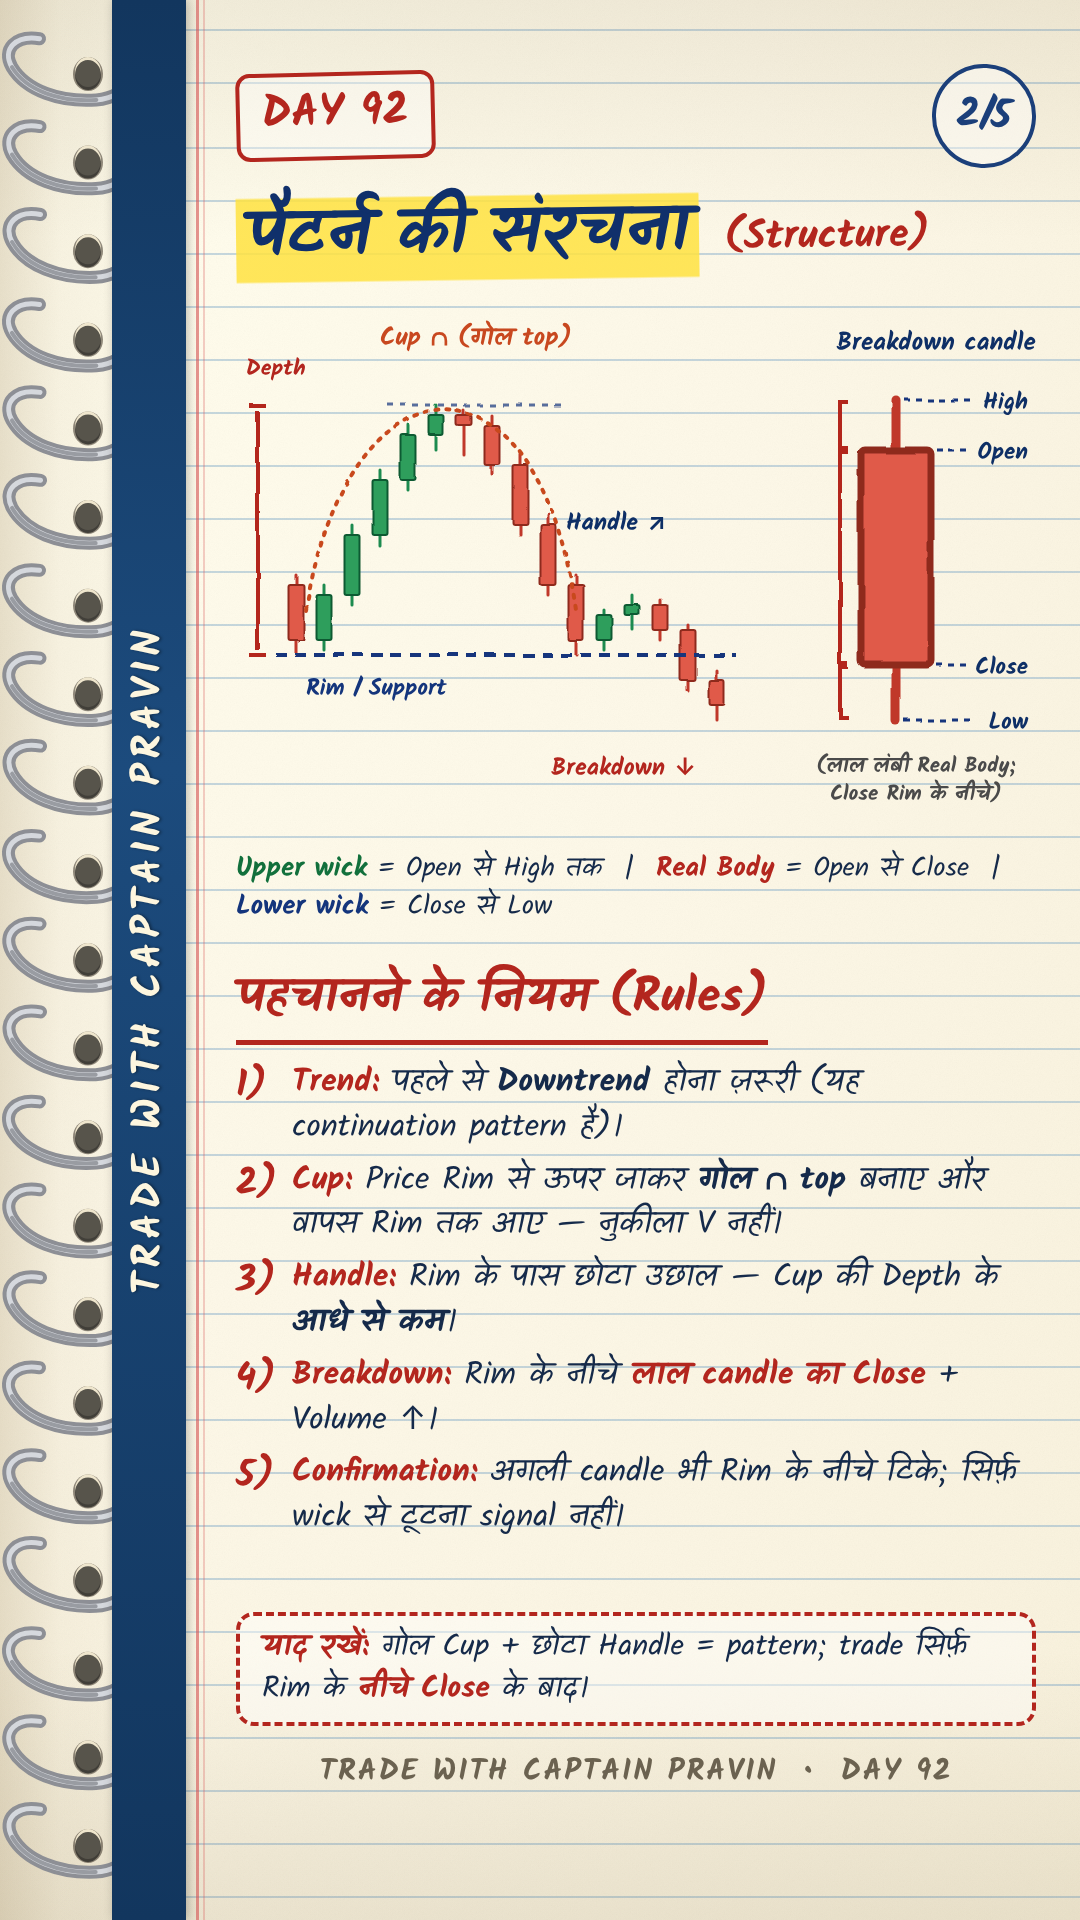 DAY 92
2/5
पैटर्न की संरचना (Structure)
Cup ∩ (गोल top)
Depth
Handle ↗
Rim / Support
Breakdown ↓
Breakdown candle
High
Open
Close
Low
(लाल लंबी Real Body;
Close Rim के नीचे)
Upper wick = Open से High तक | Real Body = Open से Close |
Lower wick = Close से Low
पहचानने के नियम (Rules)
1) Trend: पहले से Downtrend होना ज़रूरी (यह
continuation pattern है)।
2) Cup: Price Rim से ऊपर जाकर गोल ∩ top बनाए और
वापस Rim तक आए — नुकीला V नहीं।
3) Handle: Rim के पास छोटा उछाल — Cup की Depth के
आधे से कम।
4) Breakdown: Rim के नीचे लाल candle का Close +
Volume ↑।
5) Confirmation: अगली candle भी Rim के नीचे टिके; सिर्फ़
wick से टूटना signal नहीं।
याद रखें: गोल Cup + छोटा Handle = pattern; trade सिर्फ़
Rim के नीचे Close के बाद।
TRADE WITH CAPTAIN PRAVIN · DAY 92
TRADE WITH CAPTAIN PRAVIN